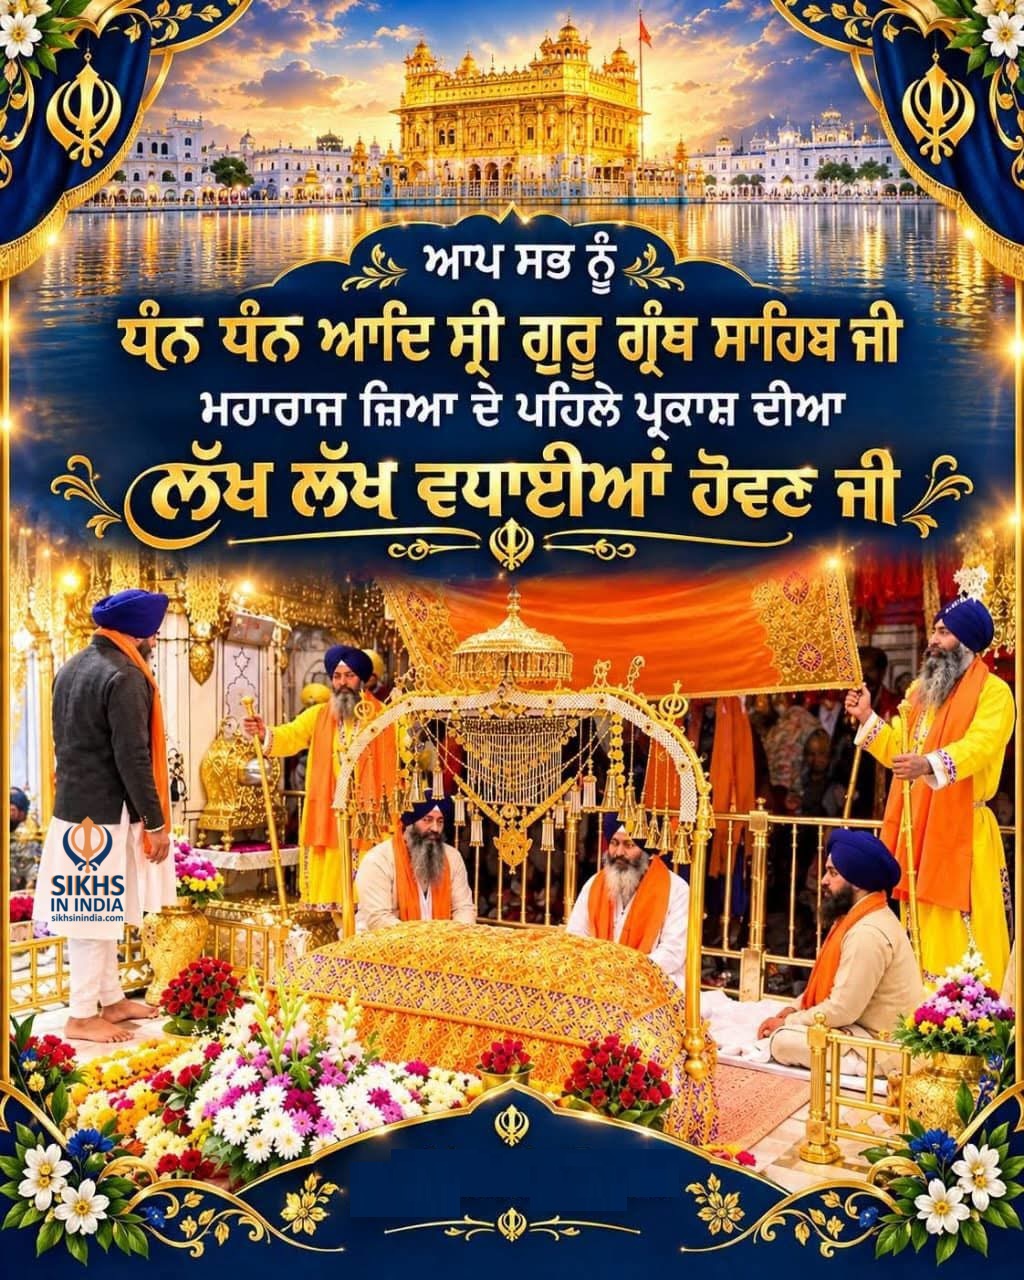 ਆਪ ਸਭ ਨੂੰ
ਧੰਨ ਧੰਨ ਆਦਿ ਸ੍ਰੀ ਗੁਰੂ ਗ੍ਰੰਥ ਸਾਹਿਬ ਜੀ
ਮਹਾਰਾਜ ਜ਼ਿਆ ਦੇ ਪਹਿਲੇ ਪ੍ਰਕਾਸ਼ ਦੀਆ
ਲੱਖ ਲੱਖ ਵਧਾਈਆਂ ਹੋਵਣ ਜੀ
SIKHS
IN INDIA
sikhsinindia.com